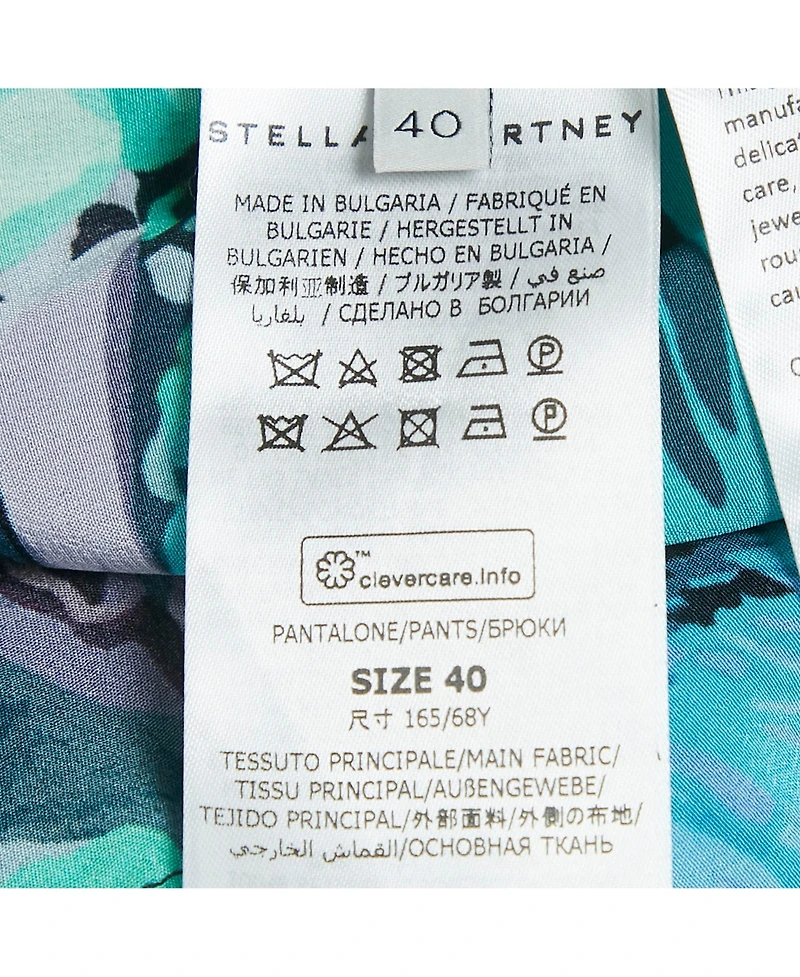 STELLA
40
RTNEY
MADE IN BULGARIA / FABRIQUÉ EN
BULGARIE / HERGESTELLT IN
BULGARIEN / HECHO EN BULGARIA /
保加利亚制造 / ブルガリア製 / صنع في
بلغاريا / СДЕЛАНО В БОЛГАРИИ
P
P
™
clevercare.info
PANTALONE/PANTS/БРЮКИ
SIZE 40
尺寸 165/68Y
TESSUTO PRINCIPALE/MAIN FABRIC/
TISSU PRINCIPAL/AUßENGEWEBE/
TEJIDO PRINCIPAL/外部面料/外側の布地/
القماش الخارجي/ОСНОВНАЯ ТКАНЬ
manufa
delica
care,
jewe
rou
ca